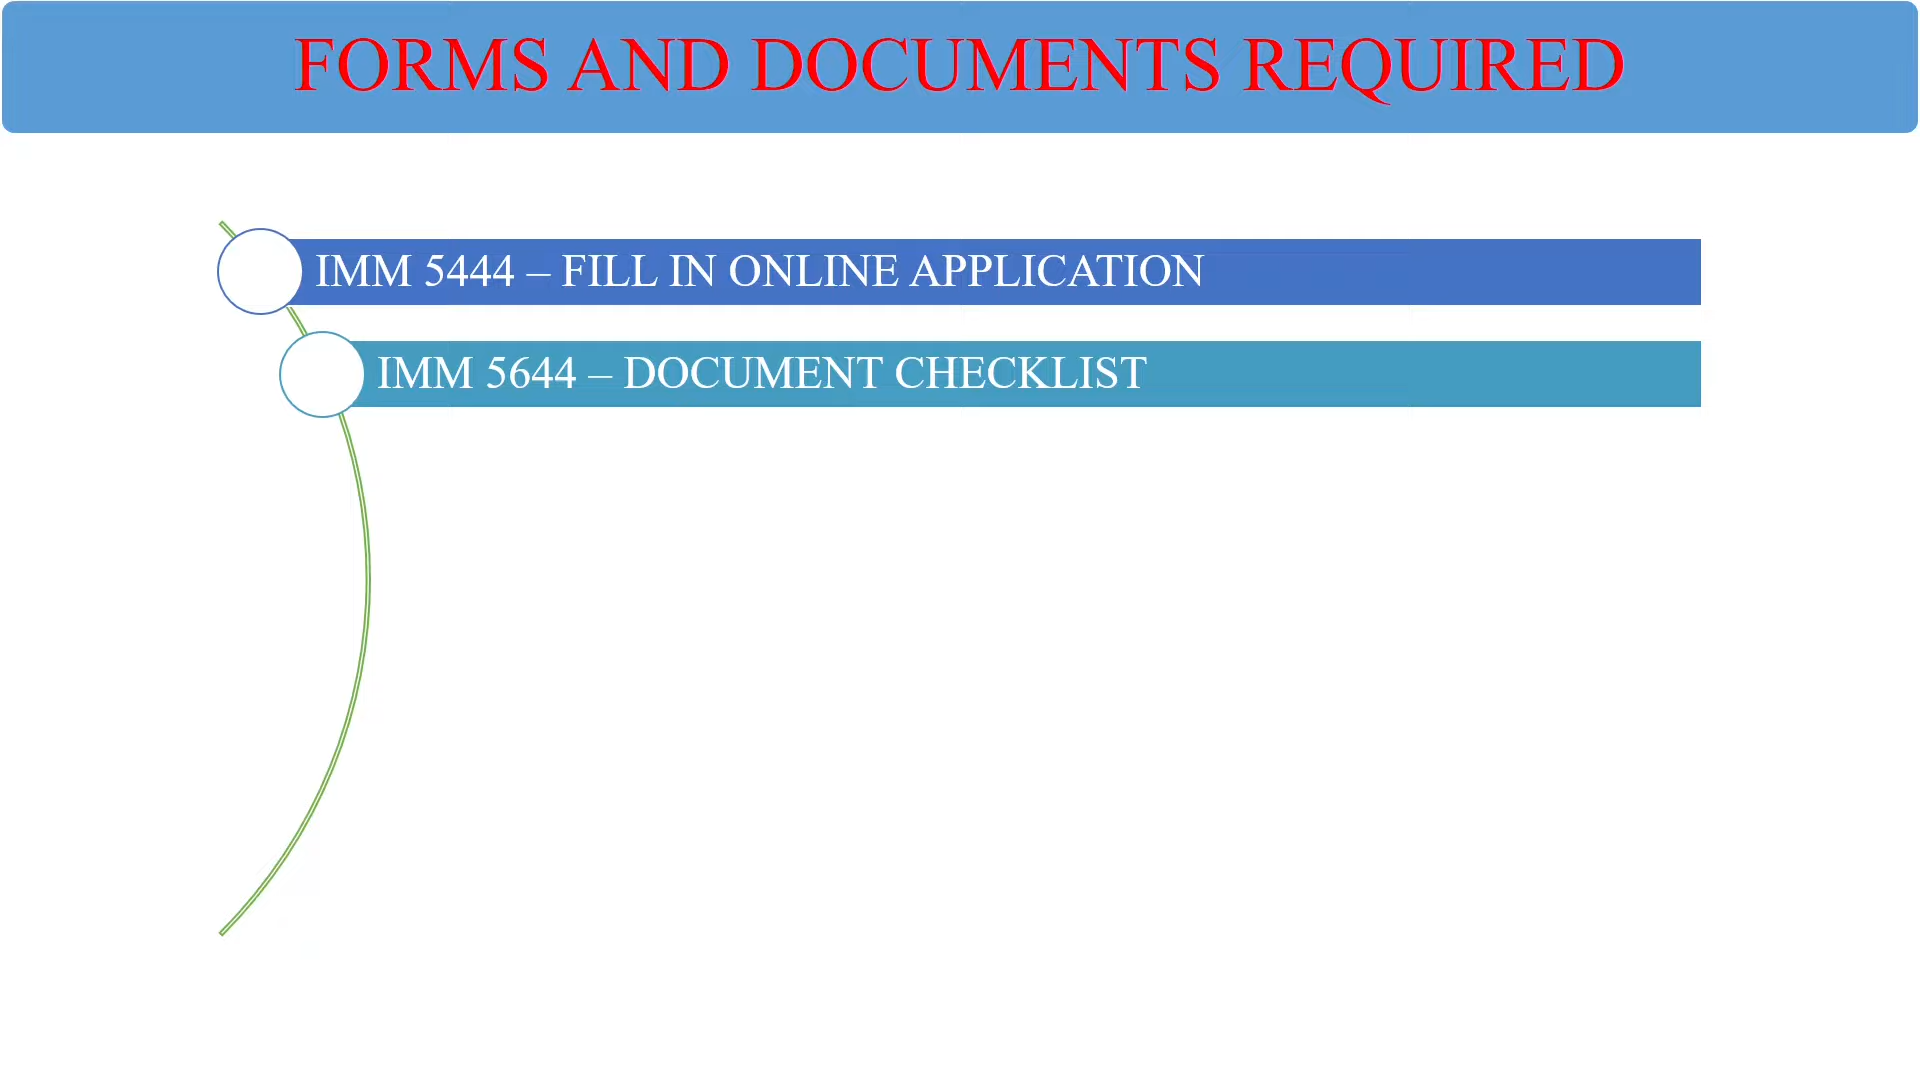 FORMS AND DOCUMENTS REQUIRED
IMM 5444 – FILL IN ONLINE APPLICATION
IMM 5644 – DOCUMENT CHECKLIST